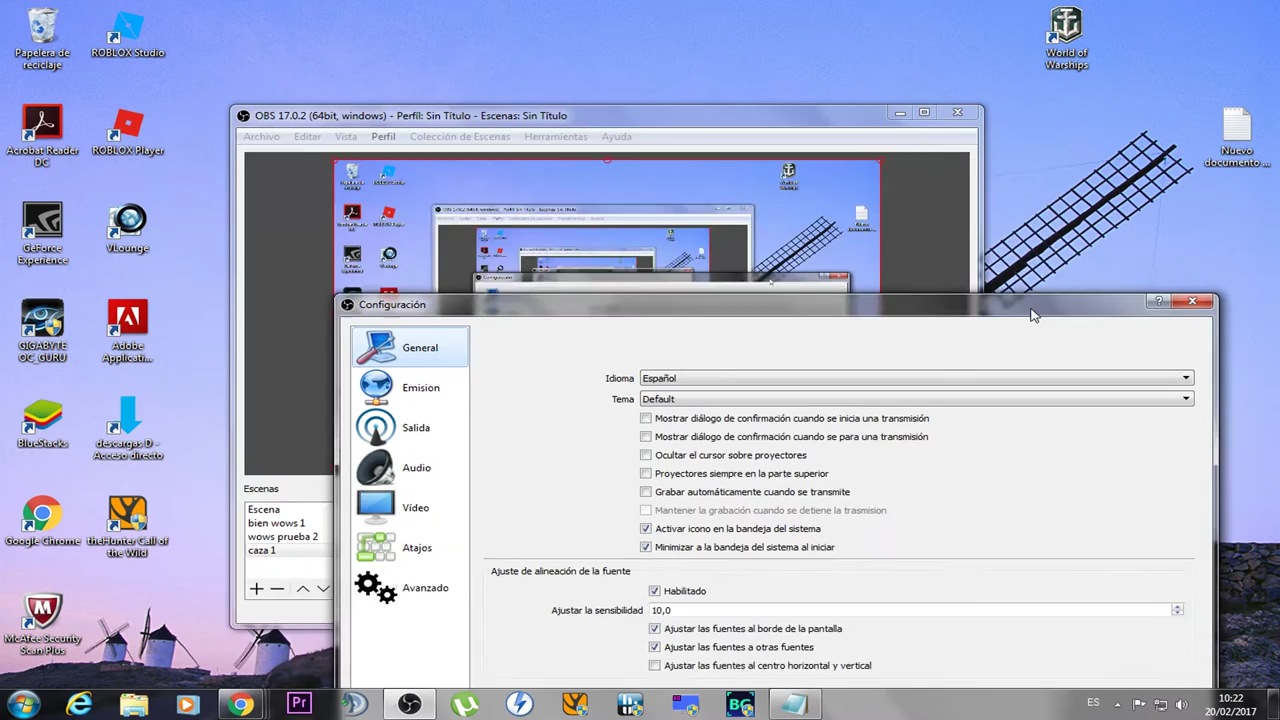 Papelera de
reciclaje
ROBLOX Studio
World of
Warships
Acrobat Reader
DC
ROBLOX Player
Nuevo
documento ...
GeForce
Experience
VLounge
GIGABYTE
OC_GURU
Adobe
Applicati...
BlueStacks
descargas D -
Acceso directo
Google Chrome
theHunter Call of
the Wild
McAfee Security
Scan Plus
OBS 17.0.2 (64bit, windows) - Perfil: Sin Título - Escenas: Sin Título
Archivo Editar Vista Perfil Colección de Escenas Herramientas Ayuda
Escenas
Escena
bien wows 1
wows prueba 2
caza 1
Configuración
General
Emision
Salida
Audio
Vídeo
Atajos
Avanzado
Idioma Español
Tema Default
Mostrar diálogo de confirmación cuando se inicia una transmisión
Mostrar diálogo de confirmación cuando se para una transmisión
Ocultar el cursor sobre proyectores
Proyectores siempre en la parte superior
Grabar automáticamente cuando se transmite
Mantener la grabación cuando se detiene la trasmision
Activar icono en la bandeja del sistema
Minimizar a la bandeja del sistema al iniciar
Ajuste de alineación de la fuente
Habilitado
Ajustar la sensibilidad 10,0
Ajustar las fuentes al borde de la pantalla
Ajustar las fuentes a otras fuentes
Ajustar las fuentes al centro horizontal y vertical
Pr
BG
ES
10:22
20/02/2017